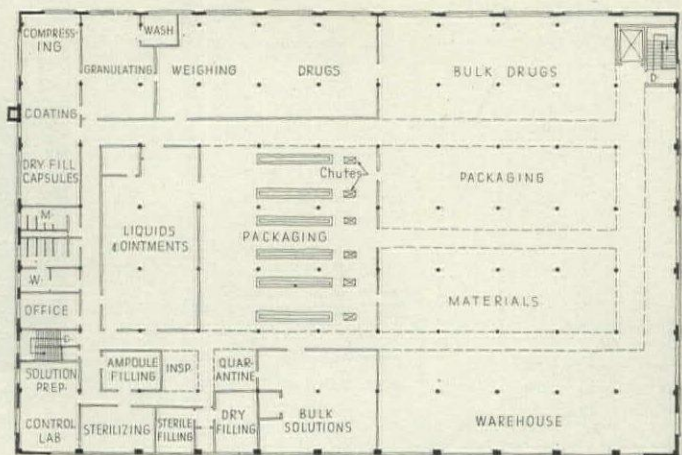 COMPRESS-
ING
WASH
GRANULATING
WEIGHING
DRUGS
BULK DRUGS
D.
COATING
DRY FILL
CAPSULES
Chutes
PACKAGING
M.
LIQUIDS
& OINTMENTS
PACKAGING
W.
OFFICE
MATERIALS
D.
SOLUTION
PREP.
AMPOULE
FILLING
INSP.
QUAR-
ANTINE
CONTROL
LAB
STERILIZING
STERILE
FILLING
DRY
FILLING
BULK
SOLUTIONS
WAREHOUSE